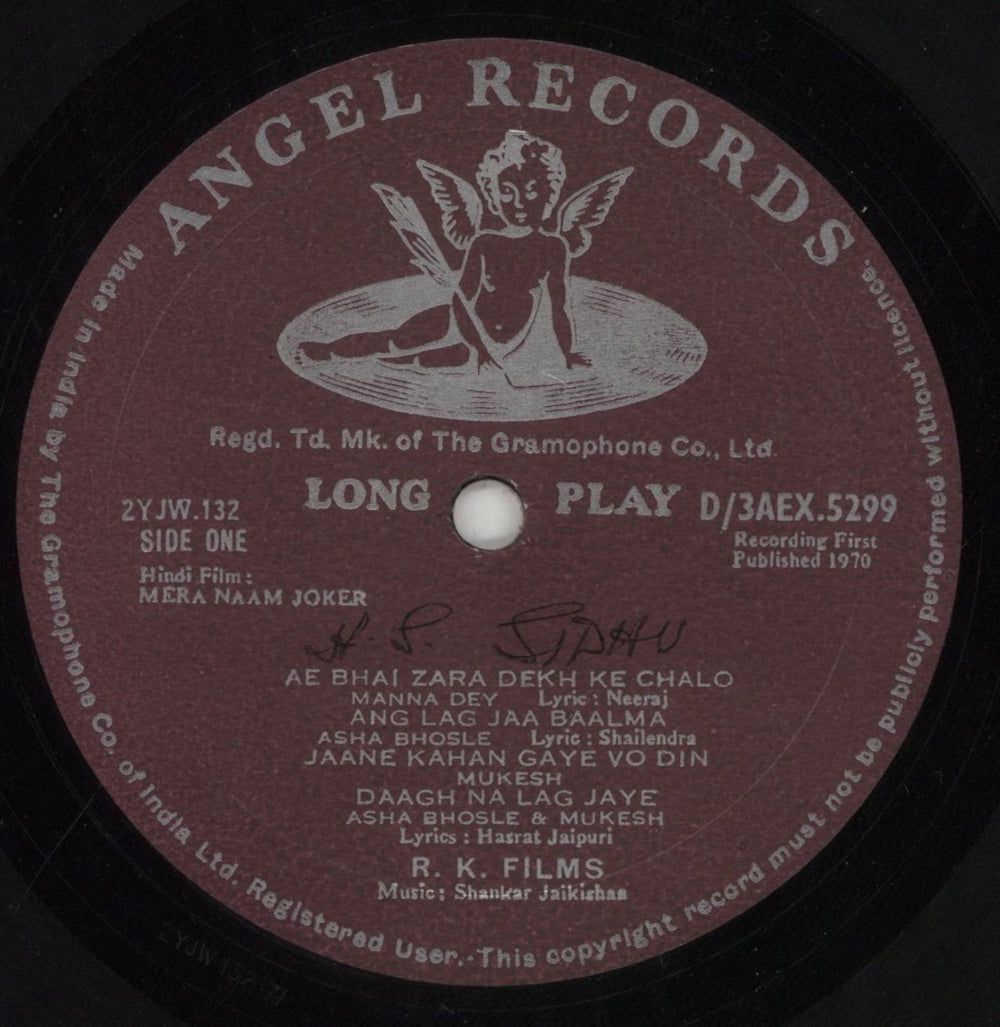 ANGEL RECORDS
Regd. Td. Mk. of The Gramophone Co., Ltd.
LONG PLAY
2YJW.132
SIDE ONE
D/3AEX.5299
Recording First
Published 1970
Hindi Film :
MERA NAAM JOKER
H. S. SIDHU
AE BHAI ZARA DEKH KE CHALO
MANNA DEY Lyric : Neeraj
ANG LAG JAA BAALMA
ASHA BHOSLE Lyric : Shailendra
JAANE KAHAN GAYE VO DIN
MUKESH
DAAGH NA LAG JAYE
ASHA BHOSLE & MUKESH
Lyrics : Hasrat Jaipuri
R. K. FILMS
Music : Shankar Jaikishan
Made in India by The Gramophone Co. of India Ltd. Registered User.·This copyright record must not be publicly performed without licence.